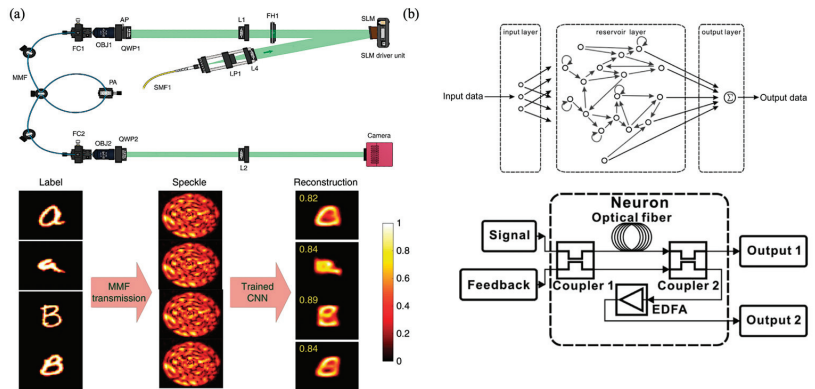 (a)
AP
FC1
OBJ1
QWP1
L1
FH1
SLM
SLM driver unit
LP1
L4
SMF1
MMF
PA
FC2
OBJ2
QWP2
L2
Camera
Label
Speckle
Reconstruction
0.82
0.84
0.89
0.84
MMF
transmission
Trained
CNN
1
0.8
0.6
0.4
0.2
0
a
a
B
B
(b)
input layer
reservoir layer
output layer
Input data
Σ
Output data
Neuron
Optical fiber
Signal
Feedback
Coupler 1
Coupler 2
EDFA
Output 1
Output 2